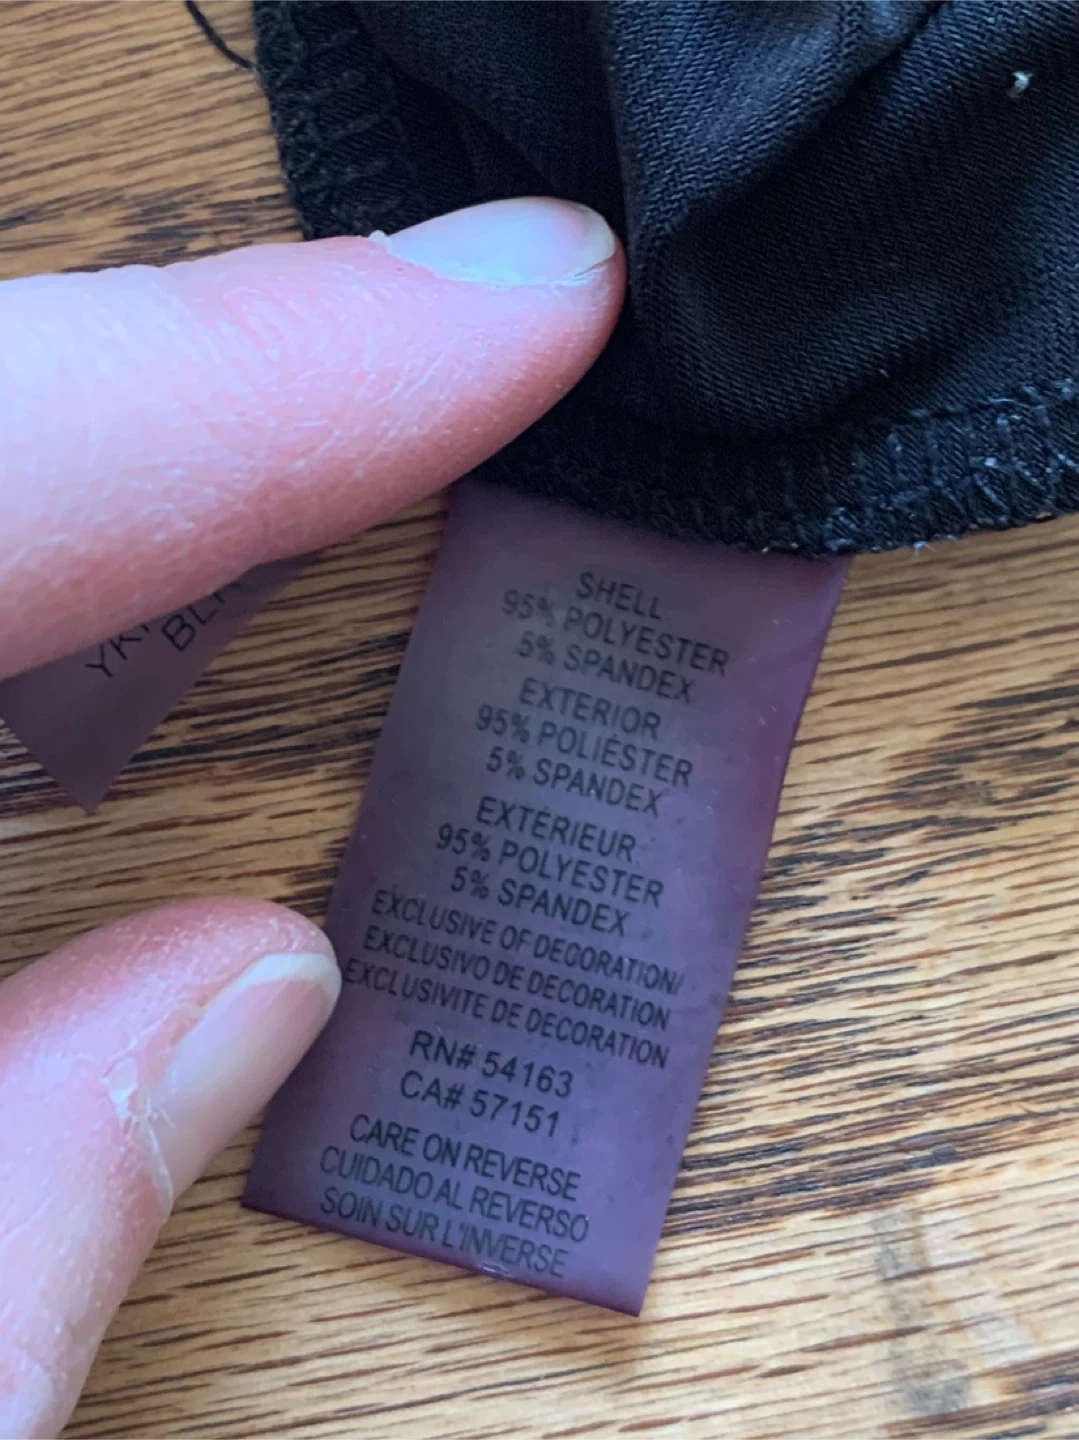 SHELL
95% POLYESTER
5% SPANDEX
EXTERIOR
95% POLIÉSTER
5% SPANDEX
EXTÉRIEUR
95% POLYESTER
5% SPANDEX
EXCLUSIVE OF DECORATION/
EXCLUSIVO DE DECORATION
EXCLUSIVITE DE DECORATION
RN# 54163
CA# 57151
CARE ON REVERSE
CUIDADO AL REVERSO
SOIN SUR L'INVERSE